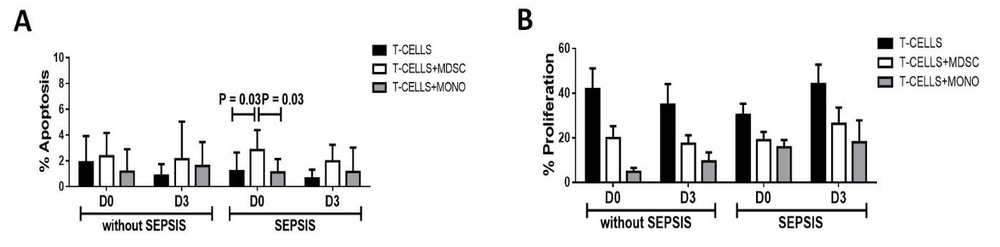 A
% Apoptosis
10
8
6
4
2
0
P = 0.03 P = 0.03
D0 D3 D0 D3
without SEPSIS SEPSIS
T-CELLS
T-CELLS+MDSC
T-CELLS+MONO
B
% Proliferation
60
40
20
0
D0 D3 D0 D3
without SEPSIS SEPSIS
T-CELLS
T-CELLS+MDSC
T-CELLS+MONO